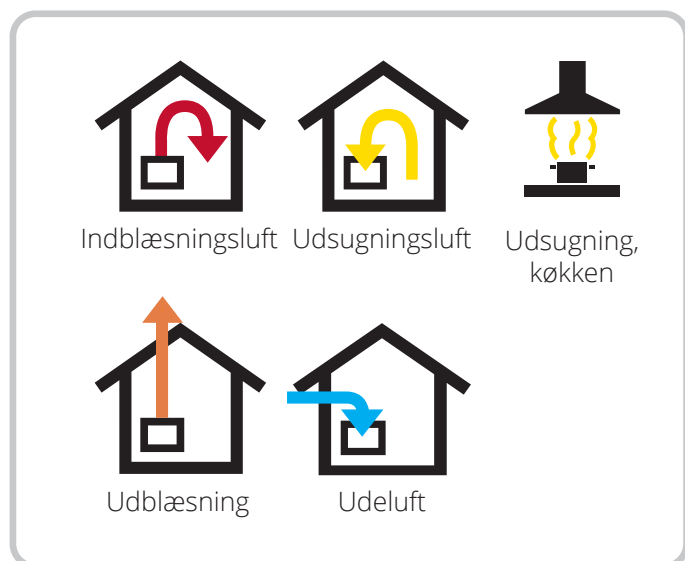 Indblæsningsluft
Udsugningsluft
Udsugning,
køkken
Udblæsning
Udeluft